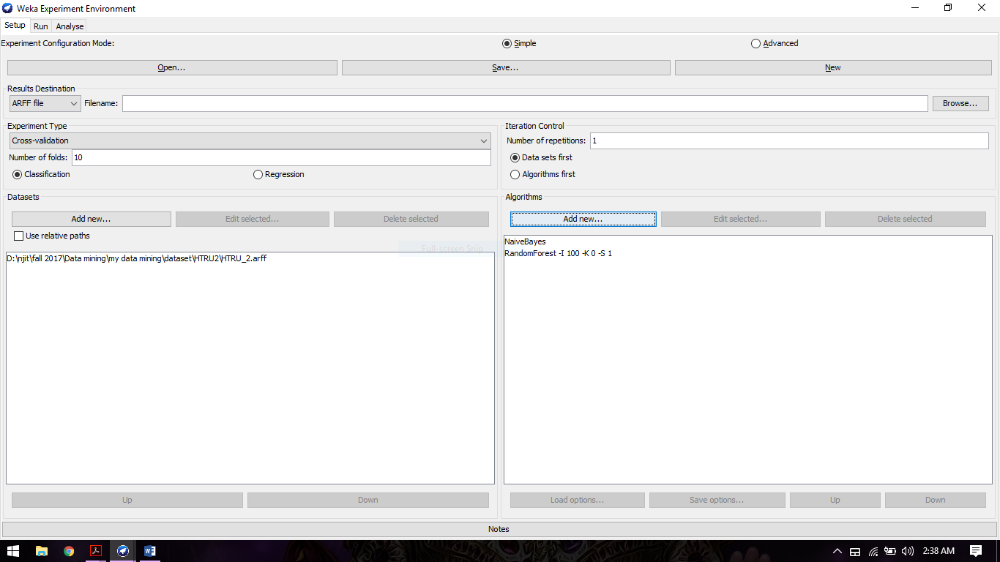 Weka Experiment Environment
Setup Run Analyse
Experiment Configuration Mode: Simple Advanced
Open... Save... New
Results Destination
ARFF file Filename: Browse...
Experiment Type Iteration Control
Cross-validation Number of repetitions: 1
Number of folds: 10 Data sets first
Classification Regression Algorithms first
Datasets Algorithms
Add new... Edit selected... Delete selected Add new... Edit selected... Delete selected
Use relative paths
NaiveBayes
Full-screen Snip
D:\njit\fall 2017\Data mining\my data mining\dataset\HTRU2\HTRU_2.arff RandomForest -I 100 -K 0 -S 1
Up Down Load options... Save options... Up Down
Notes
2:38 AM